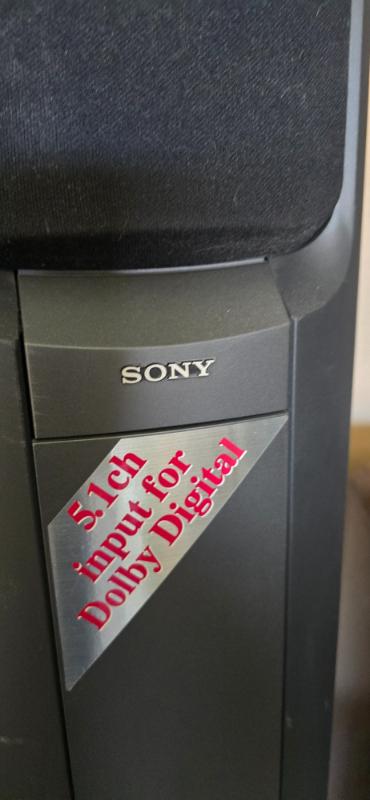 SONY
5.1ch
input for
Dolby Digital